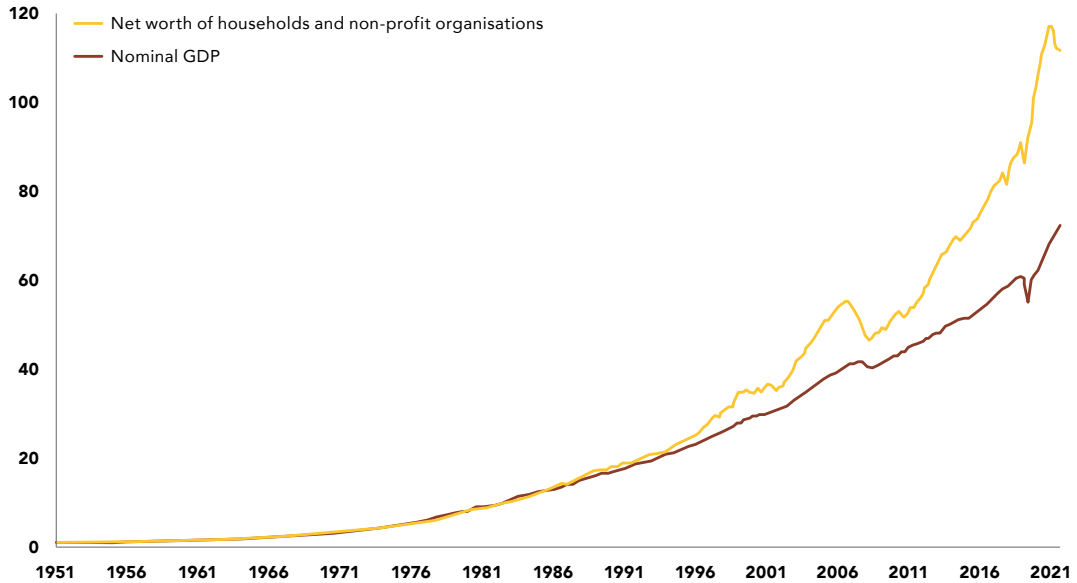 120
Net worth of households and non-profit organisations
Nominal GDP
100
80
60
40
20
0
1951 1956 1961 1966 1971 1976 1981 1986 1991 1996 2001 2006 2011 2016 2021